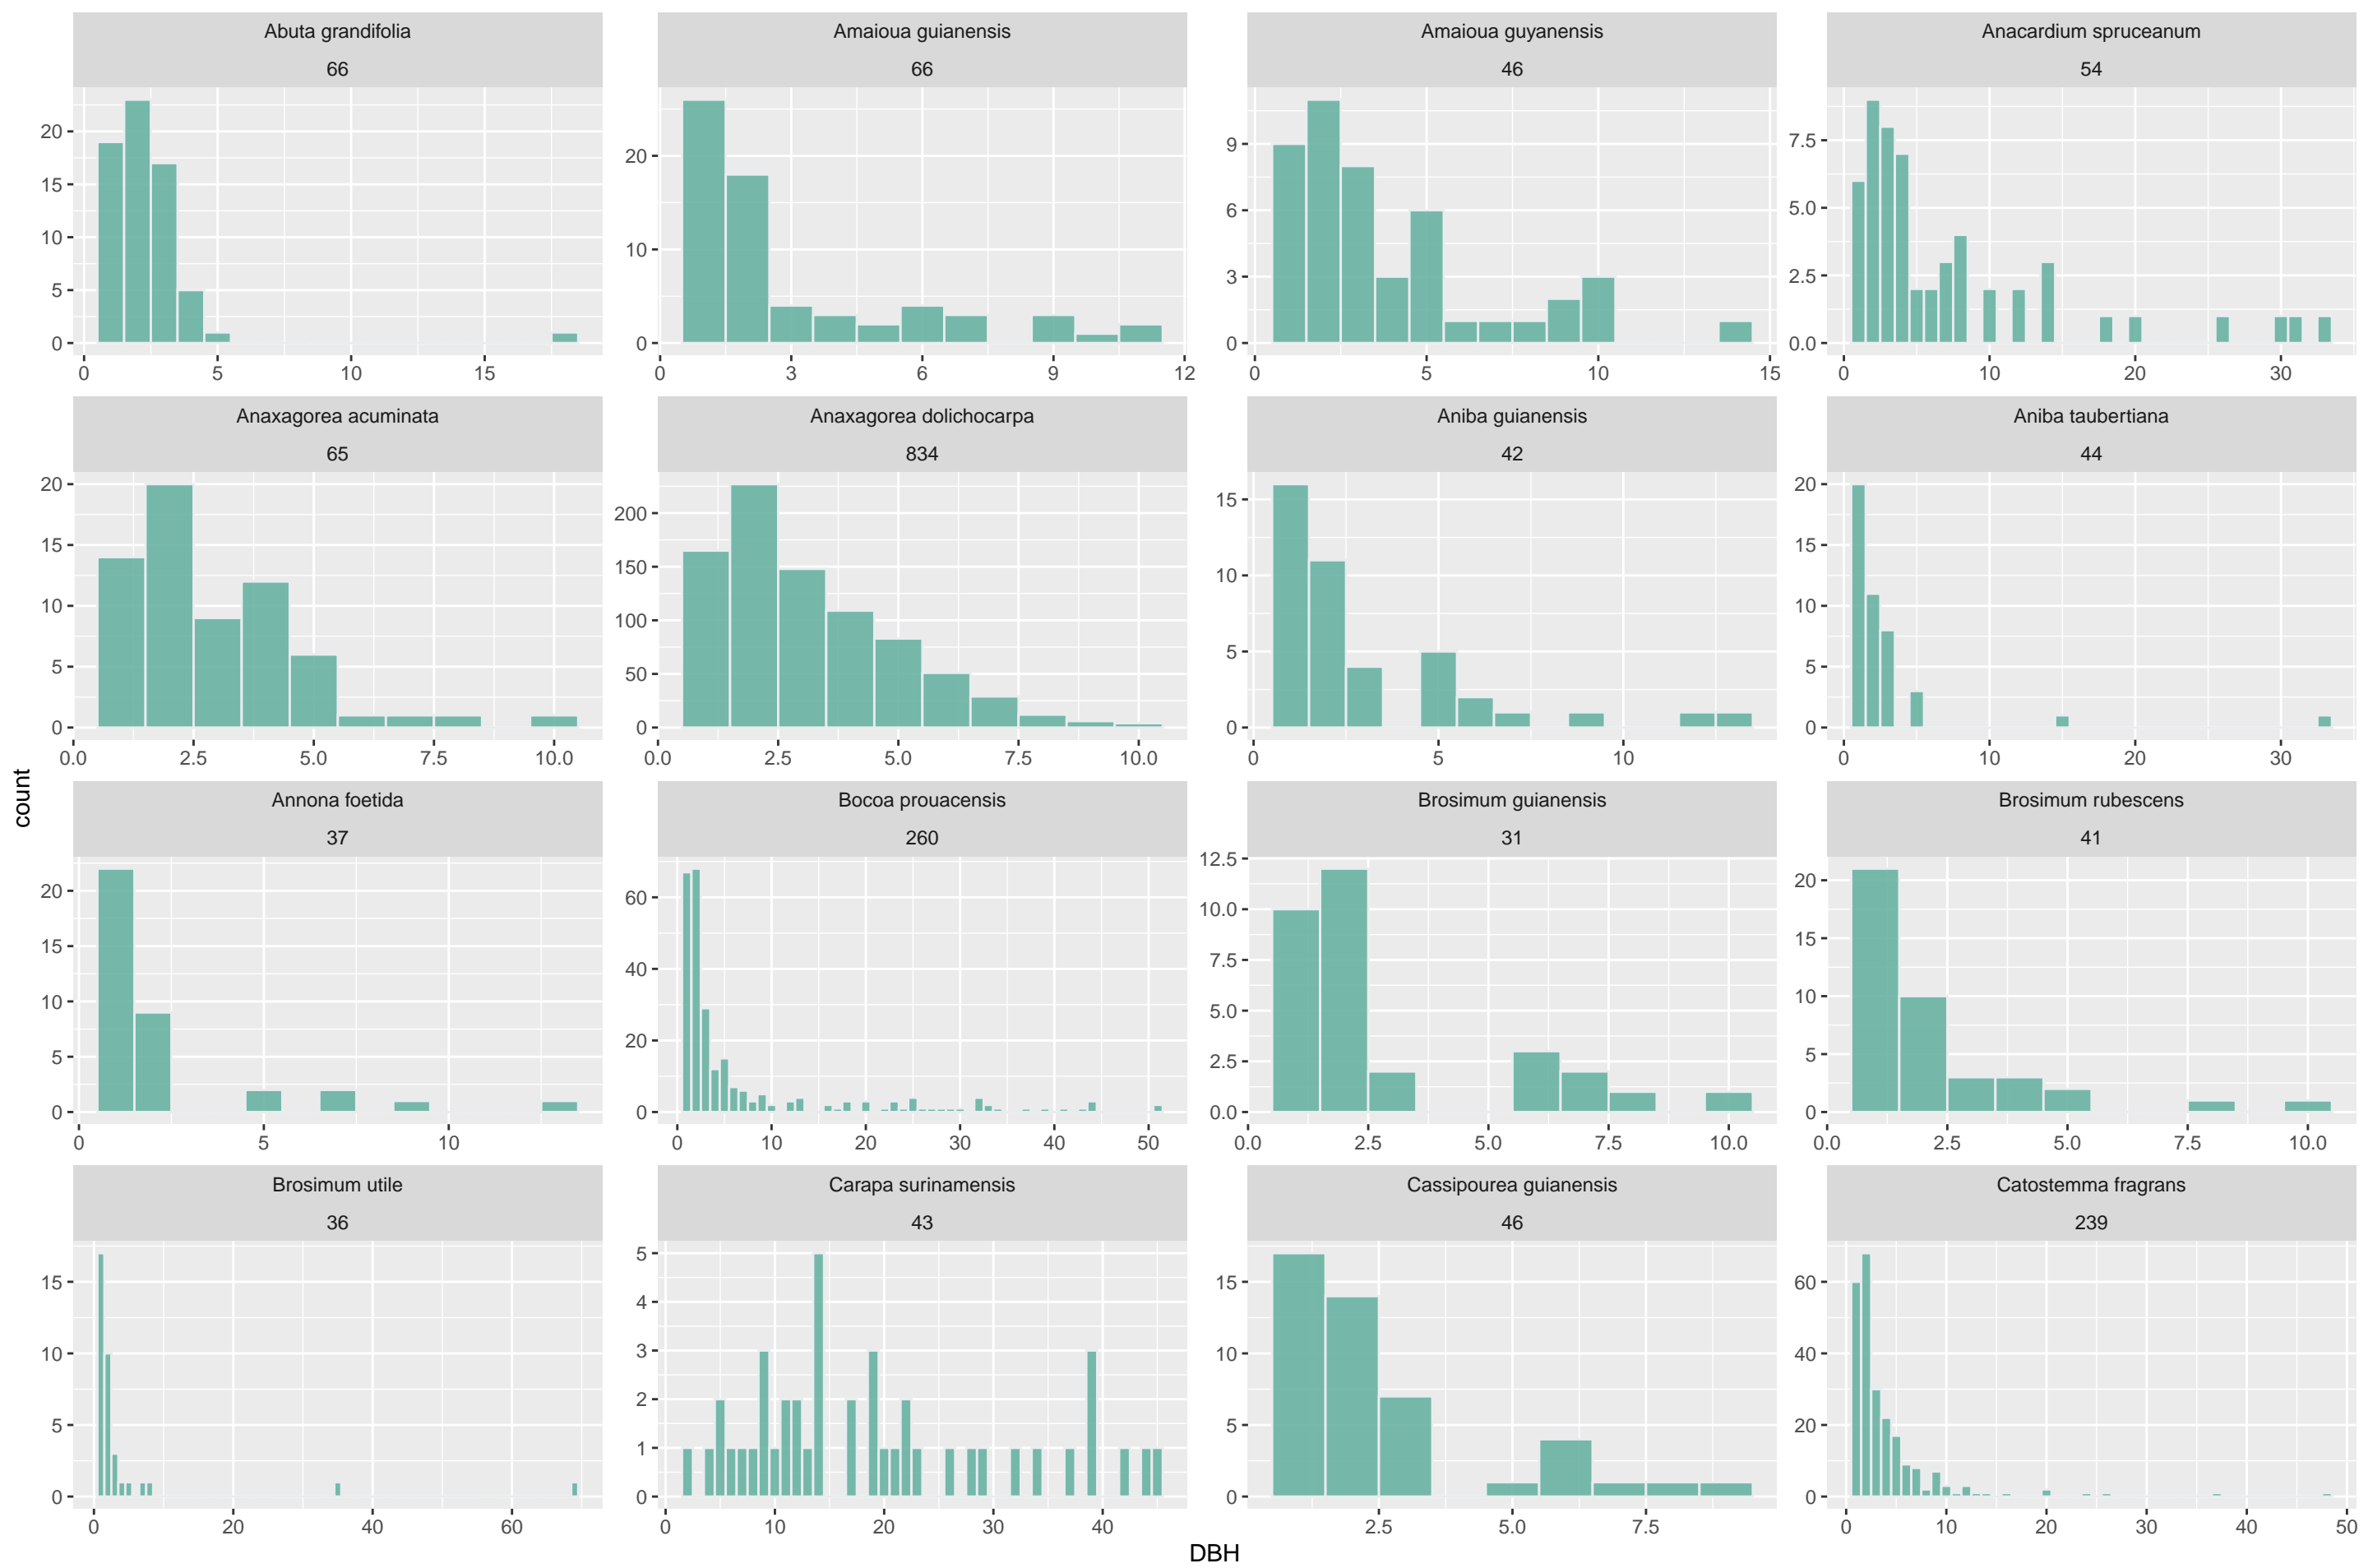 Abuta grandifolia
66
Amaioua guianensis
66
Amaioua guyanensis
46
Anacardium spruceanum
54
20
15
10
5
0
0 5 10 15
20
10
0
0 3 6 9 12
9
6
3
0
0 5 10 15
7.5
5.0
2.5
0.0
0 10 20 30
Anaxagorea acuminata
65
Anaxagorea dolichocarpa
834
Aniba guianensis
42
Aniba taubertiana
44
20
15
10
5
0
0.0 2.5 5.0 7.5 10.0
200
150
100
50
0
0.0 2.5 5.0 7.5 10.0
15
10
5
0
0 5 10
20
15
10
5
0
0 10 20 30
count
Annona foetida
37
Bocoa prouacensis
260
Brosimum guianensis
31
Brosimum rubescens
41
20
15
10
5
0
0 5 10
60
40
20
0
0 10 20 30 40 50
12.5
10.0
7.5
5.0
2.5
0.0
0.0 2.5 5.0 7.5 10.0
20
15
10
5
0
0.0 2.5 5.0 7.5 10.0
Brosimum utile
36
Carapa surinamensis
43
Cassipourea guianensis
46
Catostemma fragrans
239
15
10
5
0
0 20 40 60
5
4
3
2
1
0
0 10 20 30 40
15
10
5
0
2.5 5.0 7.5
60
40
20
0
0 10 20 30 40 50
DBH